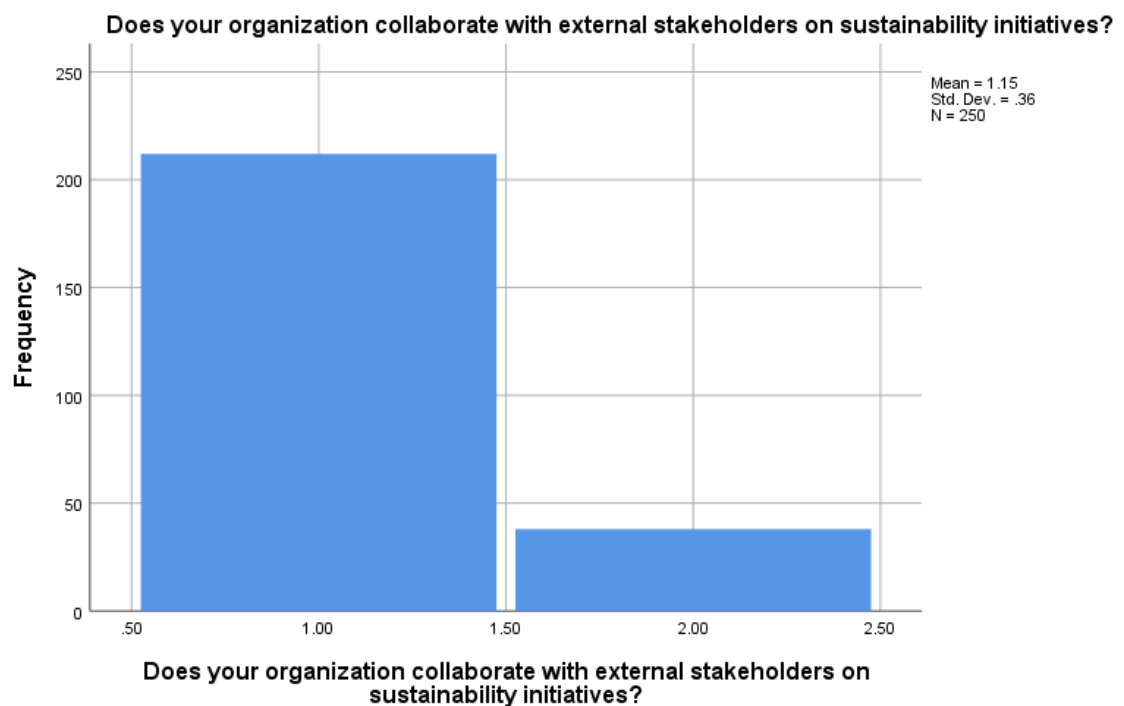 Does your organization collaborate with external stakeholders on sustainability initiatives?
250
200
150
100
50
0
Frequency
Mean = 1.15
Std. Dev. = .36
N = 250
.50
1.00
1.50
2.00
2.50
Does your organization collaborate with external stakeholders on
sustainability initiatives?